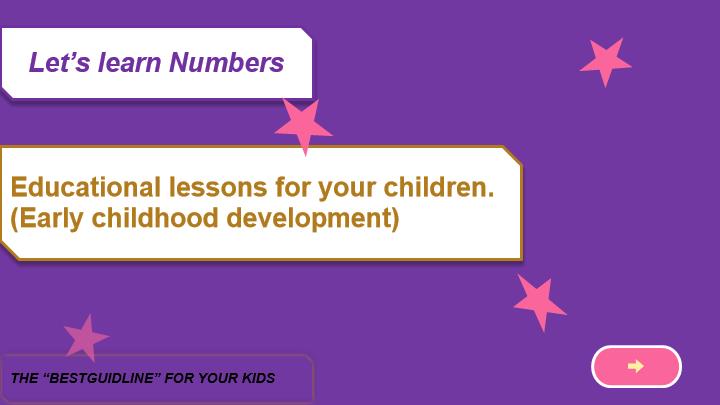 Let’s learn Numbers
Educational lessons for your children.
(Early childhood development)
THE “BESTGUIDLINE” FOR YOUR KIDS